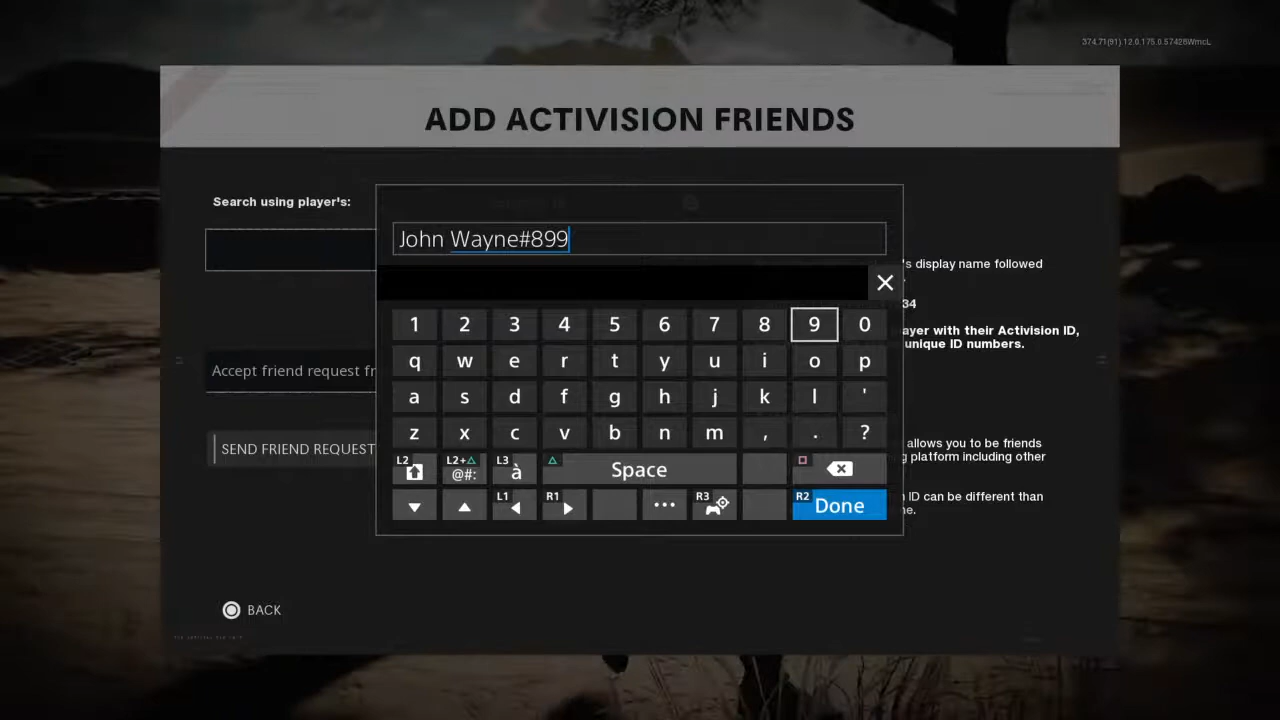 374.71(91) 12.0.175.0.57426WmcL
ADD ACTIVISION FRIENDS
Search using player's:
John Wayne#899
's display name followed
34
ayer with their Activision ID,
unique ID numbers.
1 2 3 4 5 6 7 8 9 0
q w e r t y u i o p
Accept friend request fr
a s d f g h j k l '
z x c v b n m , . ?
SEND FRIEND REQUEST
allows you to be friends
g platform including other
L2 L2+△ @#: L3 à △ Space
L1 R1 ... R3 R2 Done
ID can be different than
ne.
BACK